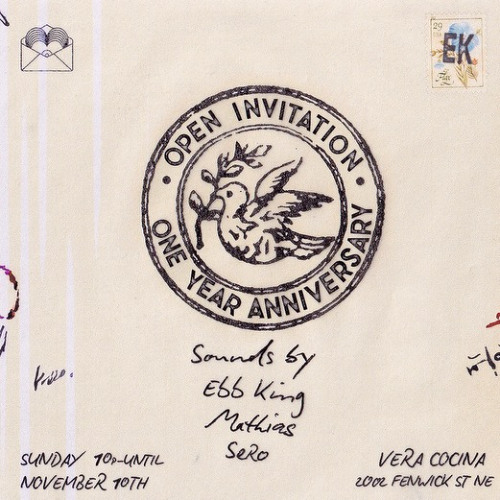 29
EK
OPEN INVITATION
ONE YEAR ANNIVERSARY
Sounds by
Ebb King
Mathias
SeRo
SUNDAY 10P-UNTIL
NOVEMBER 10TH
VERA COCINA
2002 FENWICK ST NE